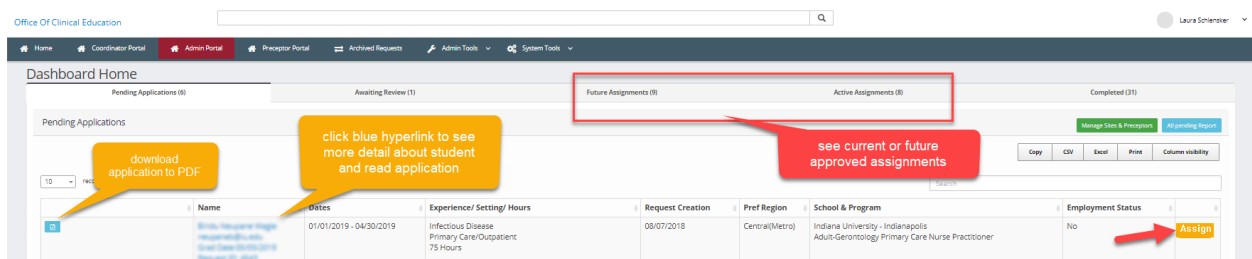 Office Of Clinical Education
Laura Schlensker
Home Coordinator Portal Admin Portal Preceptor Portal Archived Requests Admin Tools System Tools
Dashboard Home
Pending Applications (6) Awaiting Review (1) Future Assignments (9) Active Assignments (8) Completed (31)
Pending Applications
Manage Sites & Preceptors All pending Report
click blue hyperlink to see
more detail about student
and read application
download
application to PDF
see current or future
approved assignments
Copy CSV Excel Print Column visibility
10 reco
Search
Name Dates Experience/ Setting/ Hours Request Creation Pref Region School & Program Employment Status
01/01/2019 - 04/30/2019 Infectious Disease 08/07/2018 Central(Metro) Indiana University - Indianapolis No Assign
Primary Care/Outpatient Adult-Gerontology Primary Care Nurse Practitioner
75 Hours